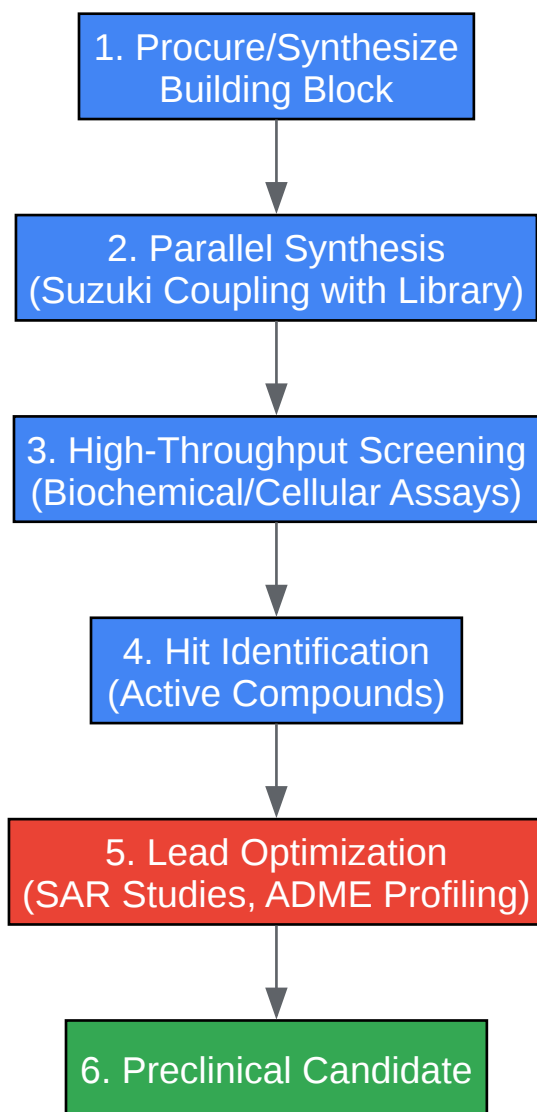 1. Procure/Synthesize
Building Block
2. Parallel Synthesis
(Suzuki Coupling with Library)
3. High-Throughput Screening
(Biochemical/Cellular Assays)
4. Hit Identification
(Active Compounds)
5. Lead Optimization
(SAR Studies, ADME Profiling)
6. Preclinical Candidate